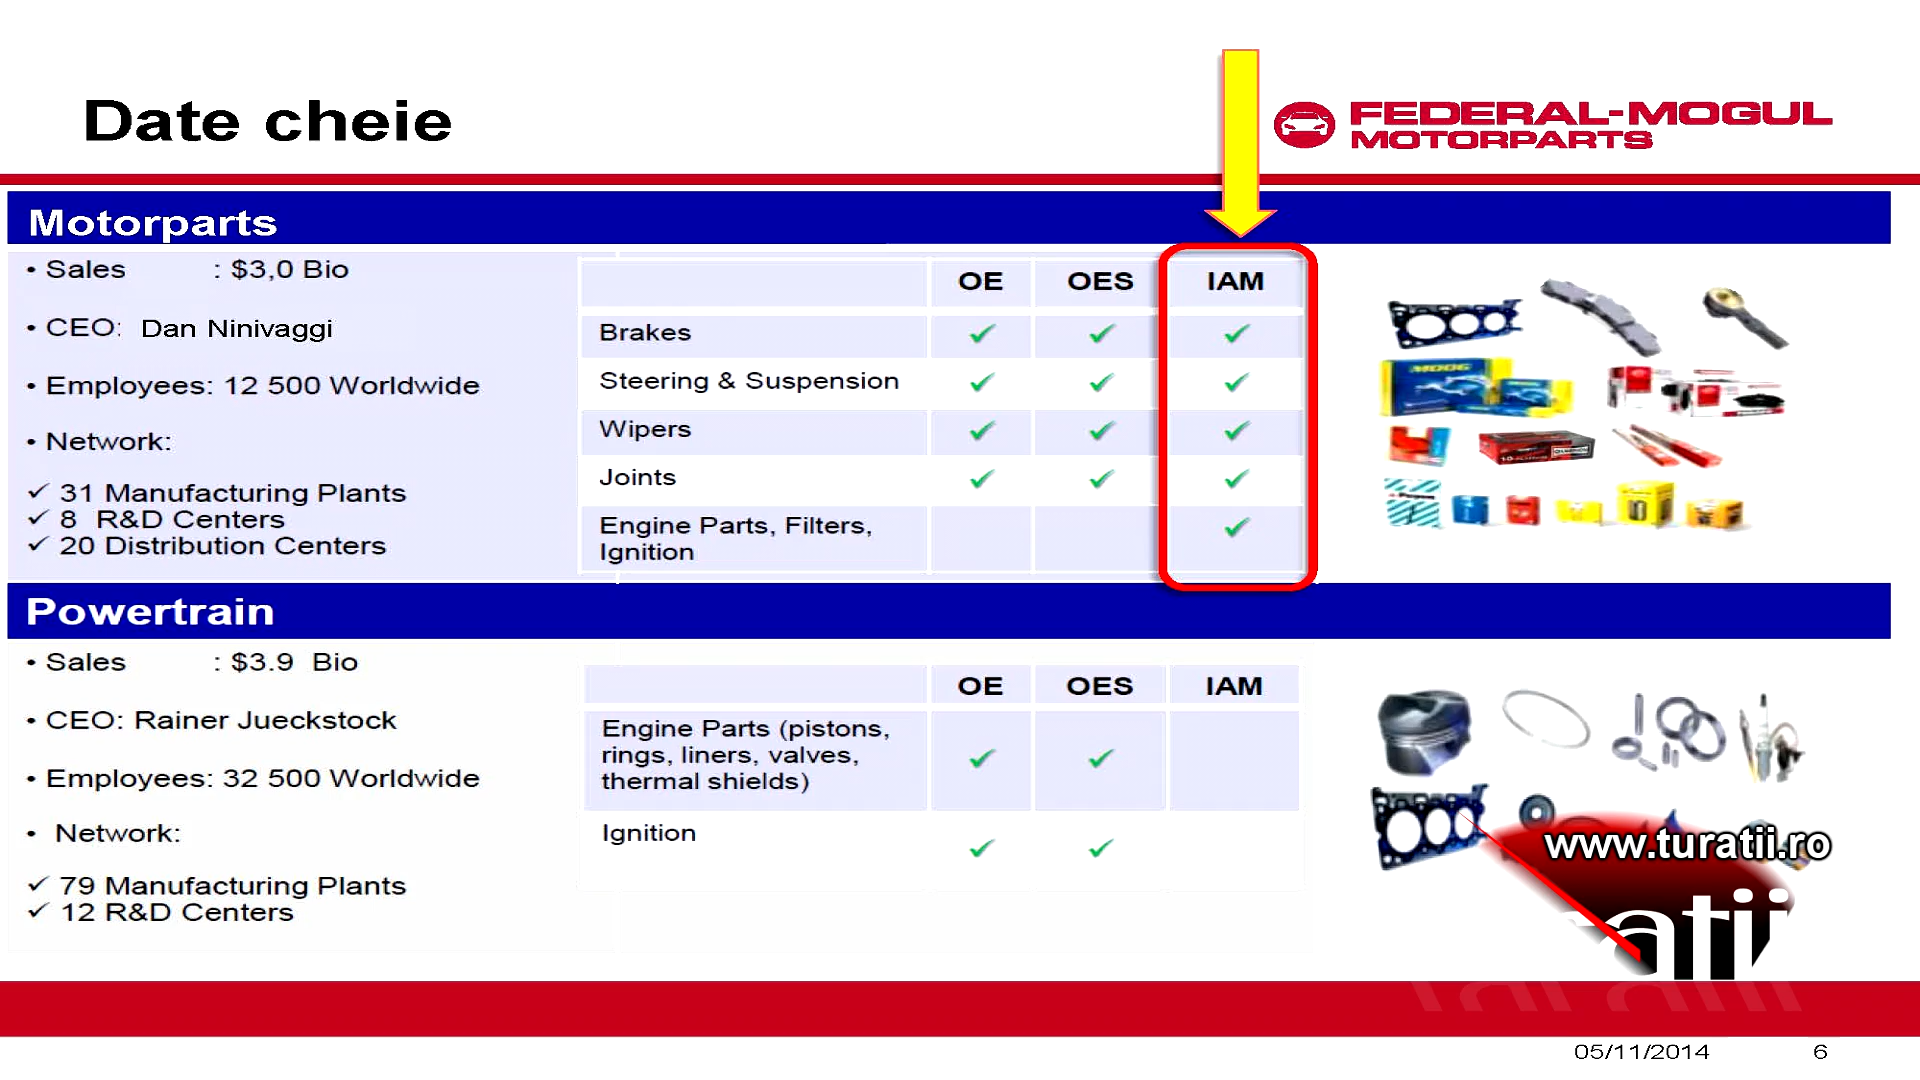 Date cheie
FEDERAL-MOGUL
MOTORPARTS
Motorparts
• Sales : $3,0 Bio
• CEO: Dan Ninivaggi
• Employees: 12 500 Worldwide
• Network:
✓ 31 Manufacturing Plants
✓ 8 R&D Centers
✓ 20 Distribution Centers
OE OES IAM
Brakes ✓ ✓ ✓
Steering & Suspension ✓ ✓ ✓
Wipers ✓ ✓ ✓
Joints ✓ ✓ ✓
Engine Parts, Filters,
Ignition ✓
MOOG
CHAMPION
Powertrain
• Sales : $3.9 Bio
• CEO: Rainer Jueckstock
• Employees: 32 500 Worldwide
• Network:
✓ 79 Manufacturing Plants
✓ 12 R&D Centers
OE OES IAM
Engine Parts (pistons,
rings, liners, valves,
thermal shields) ✓ ✓
Ignition ✓ ✓
www.turatii.ro
turatii
05/11/2014 6